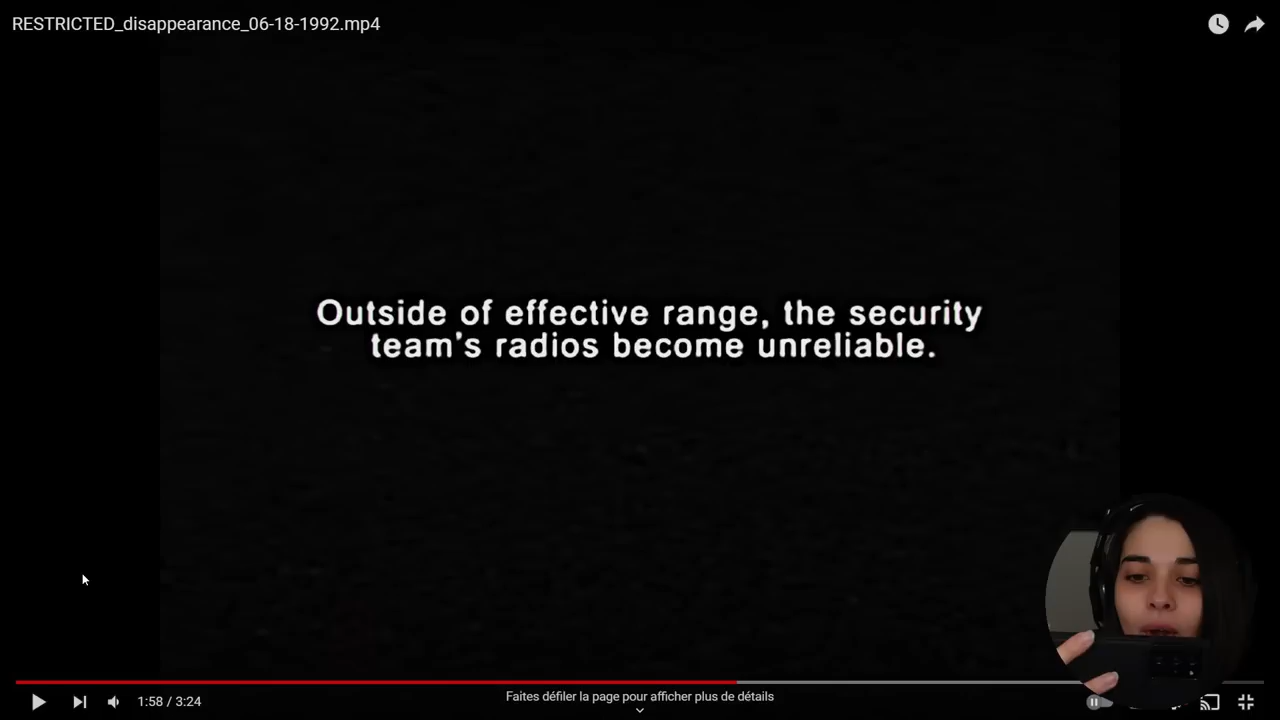 RESTRICTED_disappearance_06-18-1992.mp4
Outside of effective range, the security
team's radios become unreliable.
1:58 / 3:24
Faites défiler la page pour afficher plus de détails